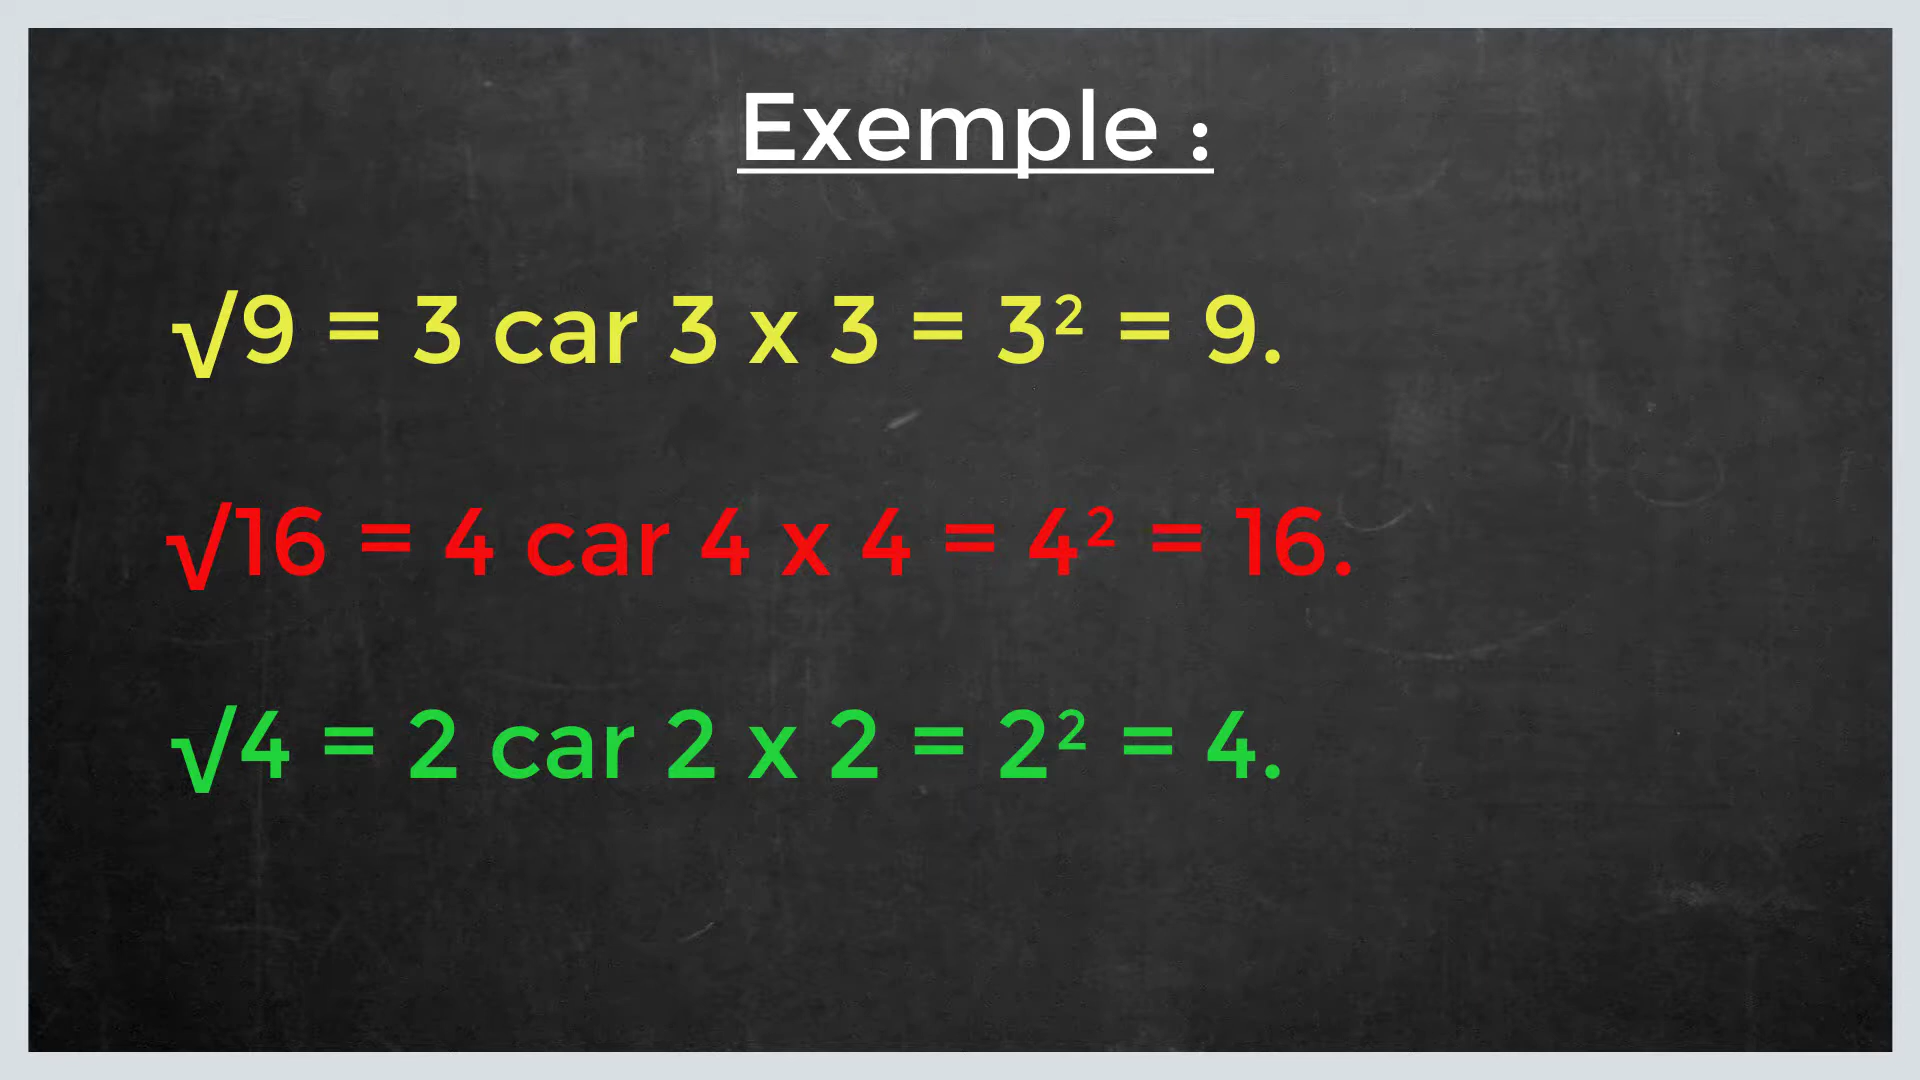 Exemple :
√9 = 3 car 3 x 3 = 3² = 9.
√16 = 4 car 4 x 4 = 4² = 16.
√4 = 2 car 2 x 2 = 2² = 4.